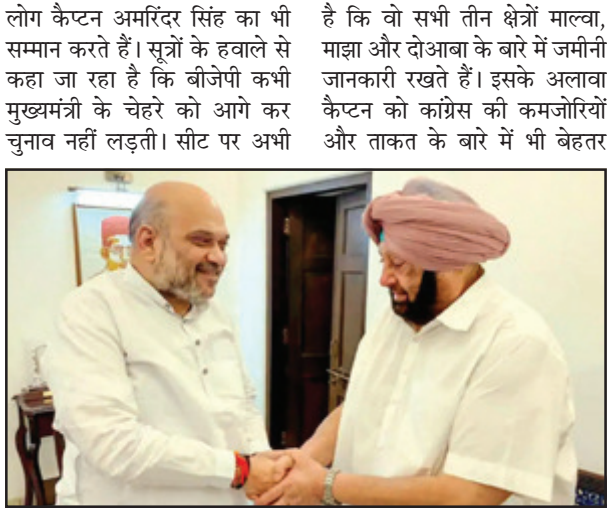 लोग कैप्टन अमरिंदर सिंह का भी
सम्मान करते हैं। सूत्रों के हवाले से
कहा जा रहा है कि बीजेपी कभी
मुख्यमंत्री के चेहरे को आगे कर
चुनाव नहीं लड़ती। सीट पर अभी
है कि वो सभी तीन क्षेत्रों माल्वा,
माझा और दोआबा के बारे में जमीनी
जानकारी रखते हैं। इसके अलावा
कैप्टन को कांग्रेस की कमजोरियों
और ताकत के बारे में भी बेहतर